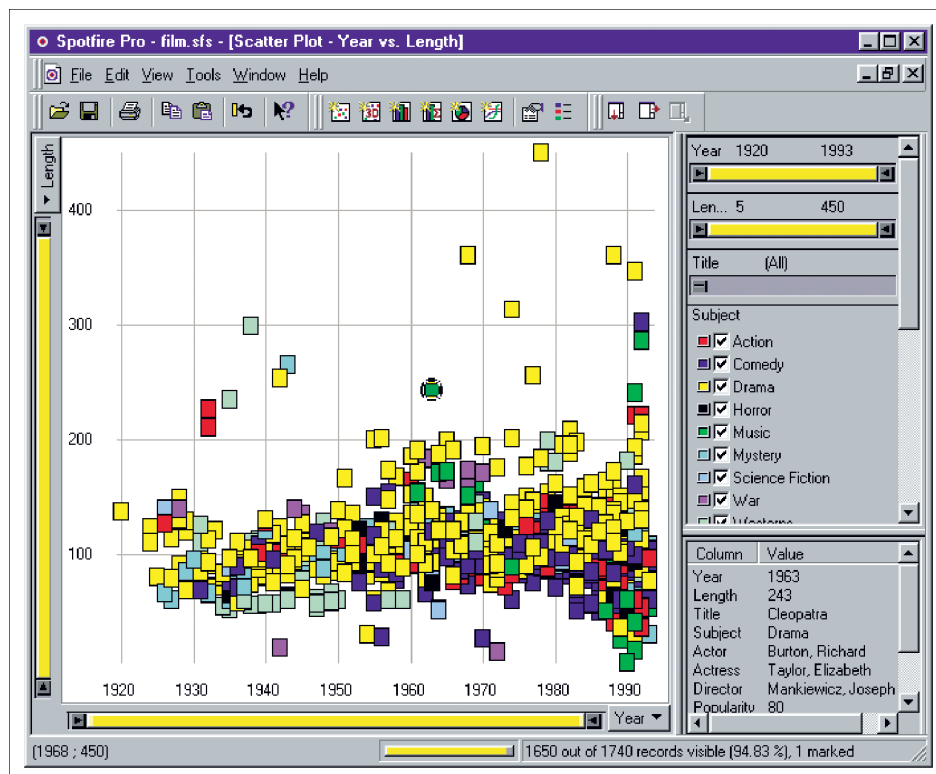 Spotfire Pro - film.sfs - [Scatter Plot - Year vs. Length]
File Edit View Tools Window Help
3D
Length
400
300
200
100
1920 1930 1940 1950 1960 1970 1980 1990
Year
Year 1920 1993
Len... 5 450
Title (All)
Subject
Action
Comedy
Drama
Horror
Music
Mystery
Science Fiction
War
Westerns
Column Value
Year 1963
Length 243
Title Cleopatra
Subject Drama
Actor Burton, Richard
Actress Taylor, Elizabeth
Director Mankiewicz, Joseph
Popularity 80
(1968 ; 450)
1650 out of 1740 records visible (94.83 %), 1 marked